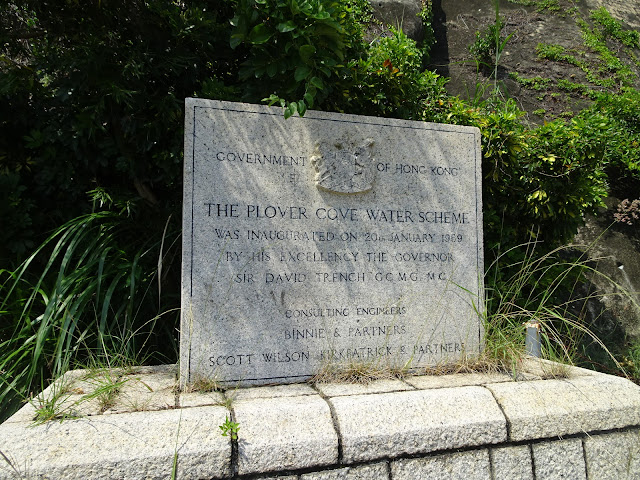 GOVERNMENT OF HONG KONG
THE PLOVER COVE WATER SCHEME
WAS INAUGURATED ON 20TH JANUARY 1969
BY HIS EXCELLENCY THE GOVERNOR
SIR DAVID TRENCH G.C.M.G. M.C.
CONSULTING ENGINEERS
BINNIE & PARTNERS
SCOTT WILSON KIRKPATRICK & PARTNERS